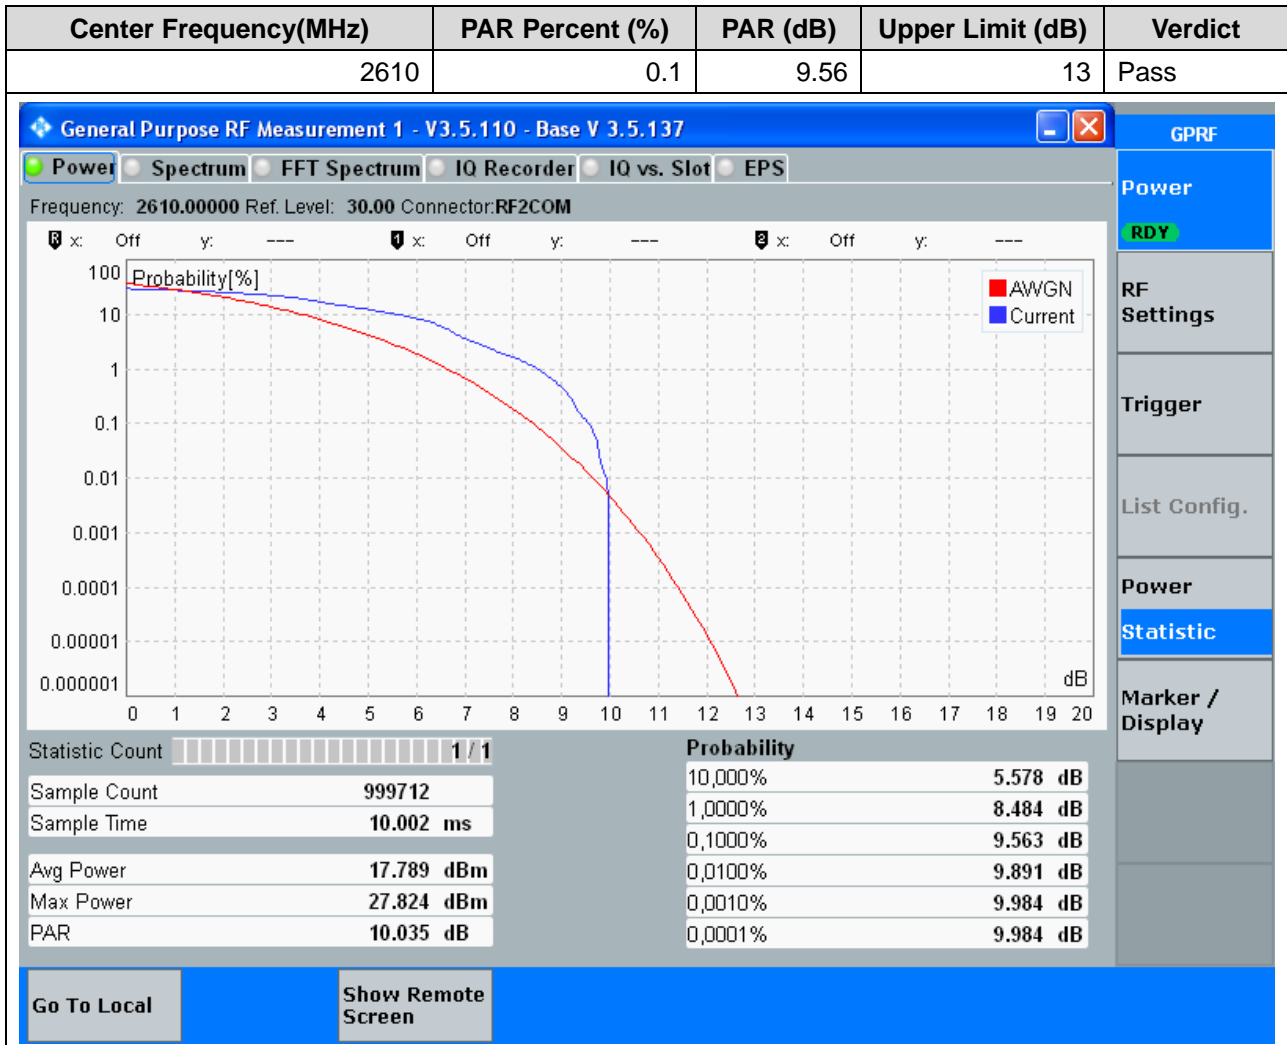 Center Frequency(MHz) PAR Percent (%) PAR (dB) Upper Limit (dB) Verdict
2610 0.1 9.56 13 Pass
General Purpose RF Measurement 1 - V3.5.110 - Base V 3.5.137
GPRF
Power Spectrum FFT Spectrum IQ Recorder IQ vs. Slot EPS
Frequency: 2610.00000 Ref. Level: 30.00 Connector:RF2COM
R x: Off y: --- 1 x: Off y: --- 2 x: Off y: ---
Probability[%]
AWGN
Current
100
10
1
0.1
0.01
0.001
0.0001
0.00001
0.000001
dB
0 1 2 3 4 5 6 7 8 9 10 11 12 13 14 15 16 17 18 19 20
Statistic Count 1 / 1
Sample Count 999712
Sample Time 10.002 ms
Avg Power 17.789 dBm
Max Power 27.824 dBm
PAR 10.035 dB
Probability
10,000% 5.578 dB
1,0000% 8.484 dB
0,1000% 9.563 dB
0,0100% 9.891 dB
0,0010% 9.984 dB
0,0001% 9.984 dB
Power
RDY
RF
Settings
Trigger
List Config.
Power
Statistic
Marker /
Display
Go To Local
Show Remote
Screen